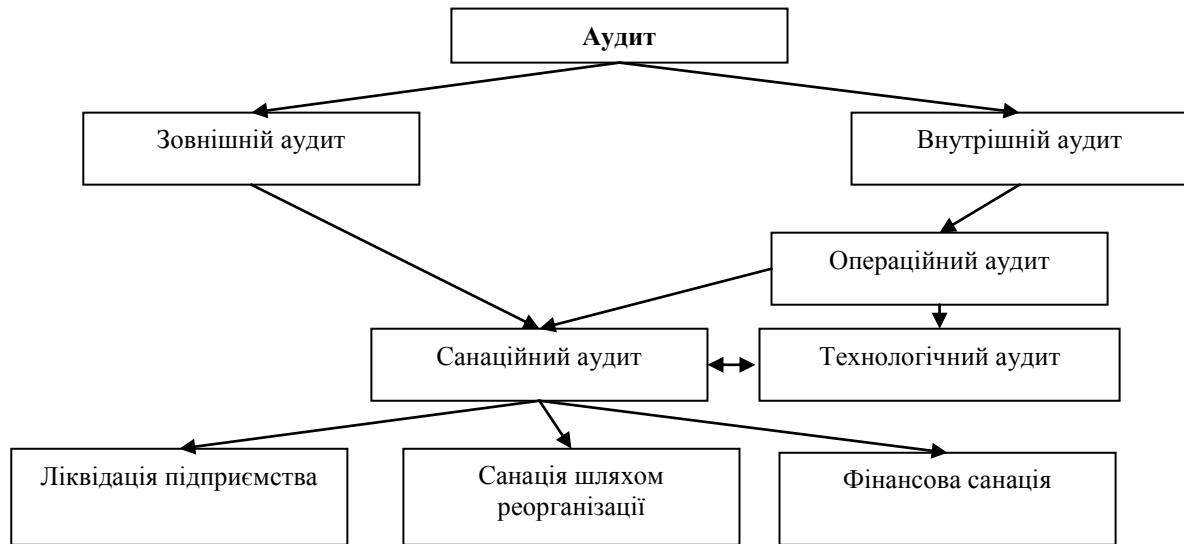 Аудит
Зовнішній аудит
Внутрішній аудит
Операційний аудит
Санаційний аудит
Технологічний аудит
Ліквідація підприємства
Санація шляхом
реорганізації
Фінансова санація